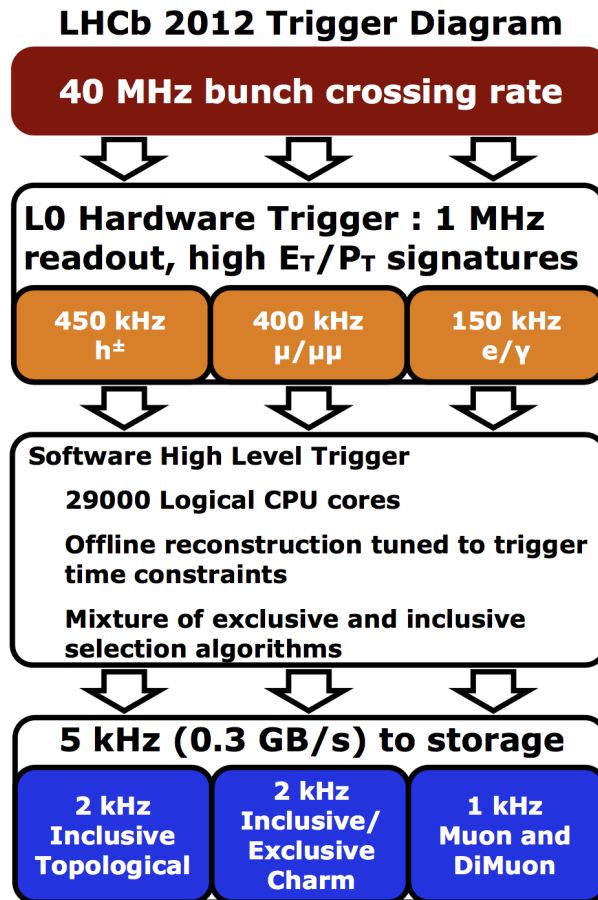 LHCb 2012 Trigger Diagram
40 MHz bunch crossing rate
L0 Hardware Trigger : 1 MHz
readout, high E_T/P_T signatures
450 kHz
h±
400 kHz
µ/µµ
150 kHz
e/γ
Software High Level Trigger
29000 Logical CPU cores
Offline reconstruction tuned to trigger
time constraints
Mixture of exclusive and inclusive
selection algorithms
5 kHz (0.3 GB/s) to storage
2 kHz
Inclusive
Topological
2 kHz
Inclusive/
Exclusive
Charm
1 kHz
Muon and
DiMuon